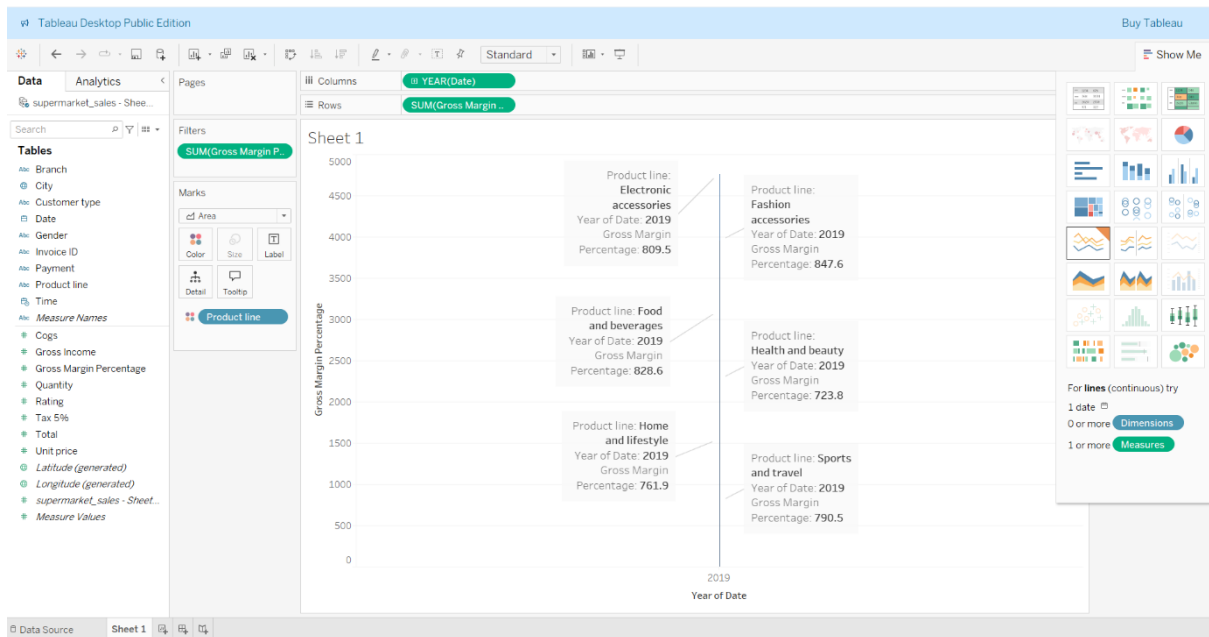 Tableau Desktop Public Edition
Buy Tableau
Standard
Show Me
Data
Analytics
Pages
Columns
YEAR(Date)
supermarket_sales - Shee...
Rows
SUM(Gross Margin ...
Search
Filters
SUM(Gross Margin P...
Sheet 1
Tables
Abc Branch
City
Abc Customer type
Date
Abc Gender
Abc Invoice ID
Abc Payment
Abc Product line
Time
Abc Measure Names
# Cogs
# Gross Income
# Gross Margin Percentage
# Quantity
# Rating
# Tax 5%
# Total
# Unit price
Latitude (generated)
Longitude (generated)
# supermarket_sales - Sheet...
# Measure Values
Marks
Area
Color
Size
Label
Detail
Tooltip
Product line
Gross Margin Percentage
5000
4500
4000
3500
3000
2500
2000
1500
1000
500
0
Product line:
Electronic
accessories
Year of Date: 2019
Gross Margin
Percentage: 809.5
Product line:
Fashion
accessories
Year of Date: 2019
Gross Margin
Percentage: 847.6
Product line: Food
and beverages
Year of Date: 2019
Gross Margin
Percentage: 828.6
Product line:
Health and beauty
Year of Date: 2019
Gross Margin
Percentage: 723.8
Product line: Home
and lifestyle
Year of Date: 2019
Gross Margin
Percentage: 761.9
Product line: Sports
and travel
Year of Date: 2019
Gross Margin
Percentage: 790.5
2019
Year of Date
For lines (continuous) try
1 date
0 or more Dimensions
1 or more Measures
Data Source
Sheet 1